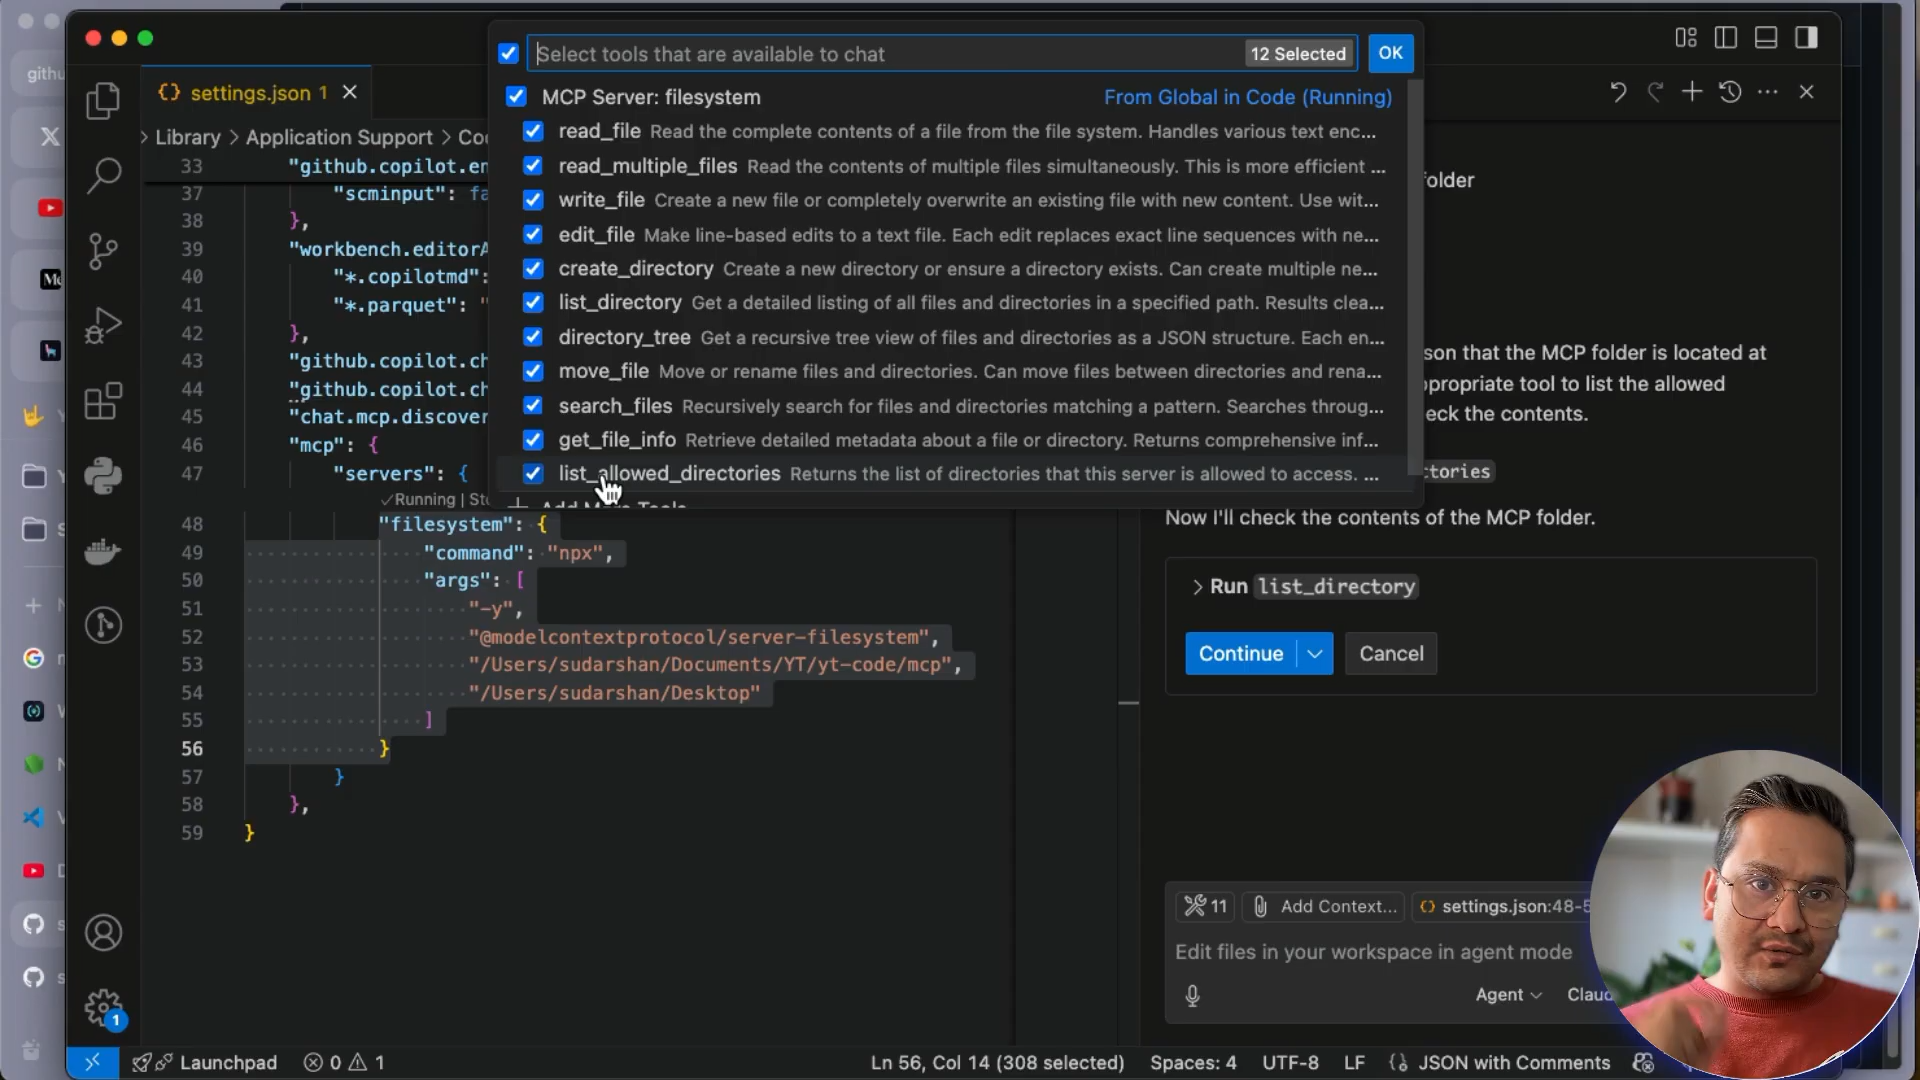 githu
settings.json 1
Library > Application Support > Co
33 "github.copilot.en
37 "scminput": fa
38 },
39 "workbench.editorA
40 "*.copilotmd":
41 "*.parquet": "
42 },
43 "github.copilot.ch
44 "github.copilot.ch
45 "chat.mcp.discover
46 "mcp": {
47 "servers": {
✓Running | Sto
48 "filesystem": {
49 "command": "npx",
50 "args": [
51 "-y",
52 "@modelcontextprotocol/server-filesystem",
53 "/Users/sudarshan/Documents/YT/yt-code/mcp",
54 "/Users/sudarshan/Desktop"
55 ]
56 }
57 }
58 },
59 }
Select tools that are available to chat
12 Selected
OK
MCP Server: filesystem From Global in Code (Running)
read_file Read the complete contents of a file from the file system. Handles various text enc...
read_multiple_files Read the contents of multiple files simultaneously. This is more efficient ...
write_file Create a new file or completely overwrite an existing file with new content. Use wit...
edit_file Make line-based edits to a text file. Each edit replaces exact line sequences with ne...
create_directory Create a new directory or ensure a directory exists. Can create multiple ne...
list_directory Get a detailed listing of all files and directories in a specified path. Results clea...
directory_tree Get a recursive tree view of files and directories as a JSON structure. Each en...
move_file Move or rename files and directories. Can move files between directories and rena...
search_files Recursively search for files and directories matching a pattern. Searches throug...
get_file_info Retrieve detailed metadata about a file or directory. Returns comprehensive inf...
list_allowed_directories Returns the list of directories that this server is allowed to access. ...
Add More Tools
older
son that the MCP folder is located at
propriate tool to list the allowed
eck the contents.
ctories
Now I'll check the contents of the MCP folder.
> Run list_directory
Continue
Cancel
11
Add Context...
settings.json:48-5
Edit files in your workspace in agent mode
Agent
Claud
1
Launchpad
0 1
Ln 56, Col 14 (308 selected)
Spaces: 4
UTF-8
LF
JSON with Comments